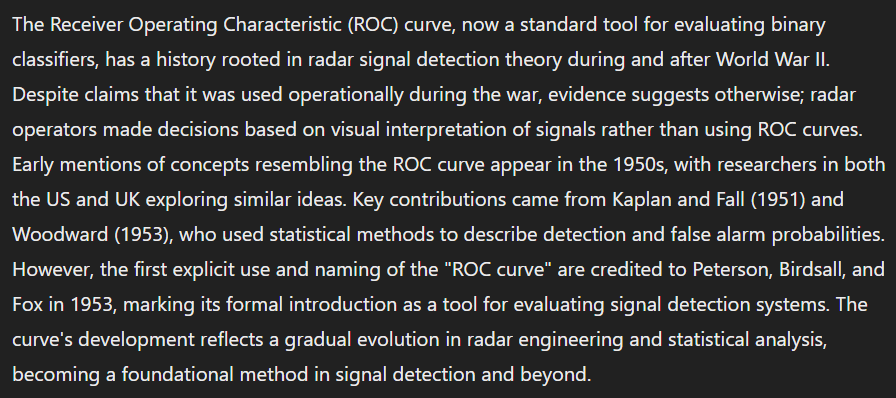 The Receiver Operating Characteristic (ROC) curve, now a standard tool for evaluating binary
classifiers, has a history rooted in radar signal detection theory during and after World War II.
Despite claims that it was used operationally during the war, evidence suggests otherwise; radar
operators made decisions based on visual interpretation of signals rather than using ROC curves.
Early mentions of concepts resembling the ROC curve appear in the 1950s, with researchers in both
the US and UK exploring similar ideas. Key contributions came from Kaplan and Fall (1951) and
Woodward (1953), who used statistical methods to describe detection and false alarm probabilities.
However, the first explicit use and naming of the "ROC curve" are credited to Peterson, Birdsall, and
Fox in 1953, marking its formal introduction as a tool for evaluating signal detection systems. The
curve's development reflects a gradual evolution in radar engineering and statistical analysis,
becoming a foundational method in signal detection and beyond.